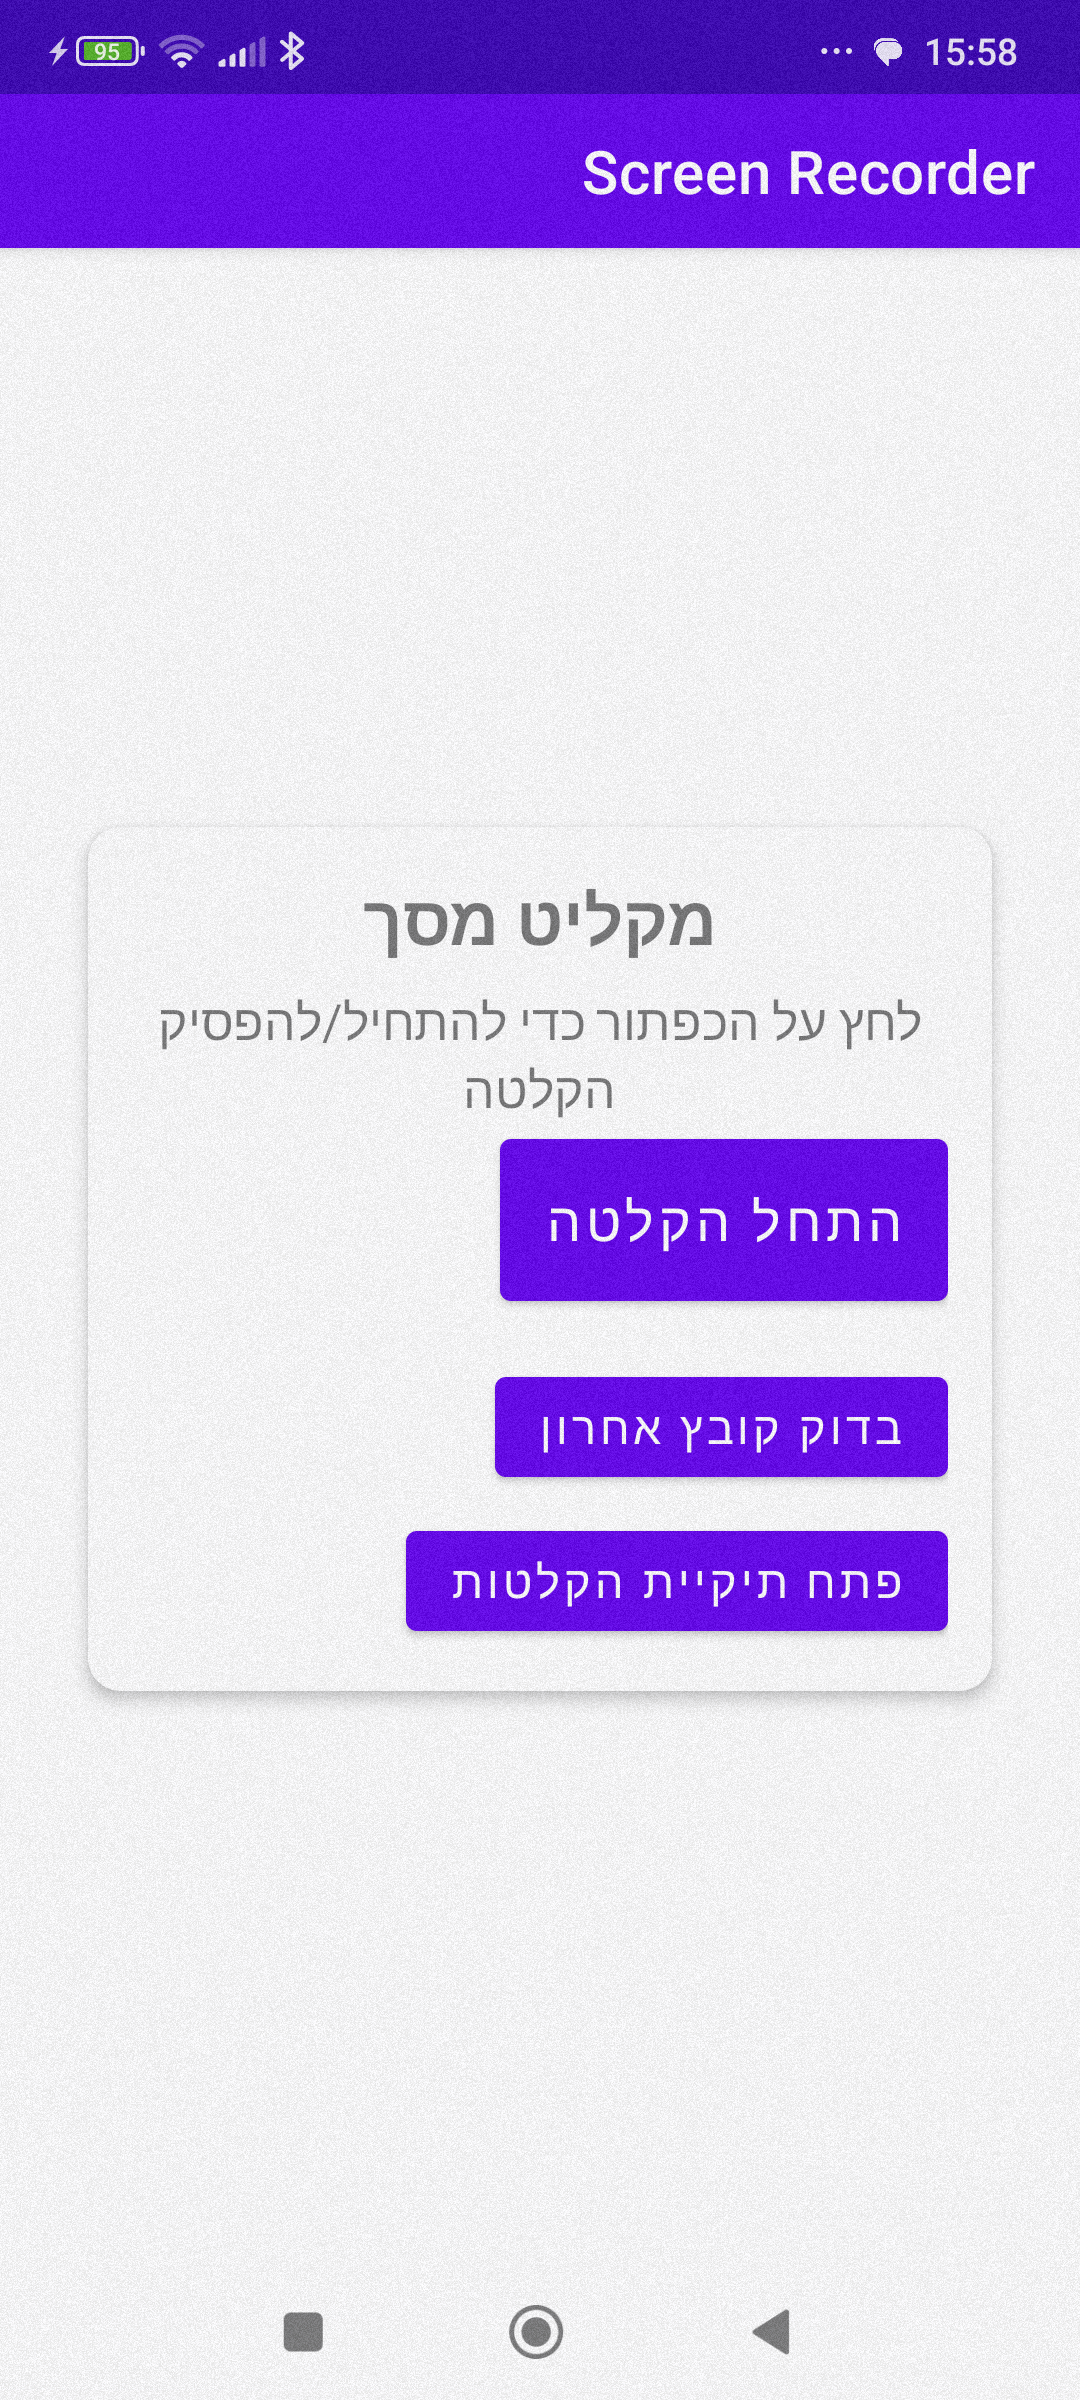 95
15:58
Screen Recorder
מקליט מסך
לחץ על הכפתור כדי להתחיל/להפסיק
הקלטה
התחל הקלטה
בדוק קובץ אחרון
פתח תיקיית הקלטות